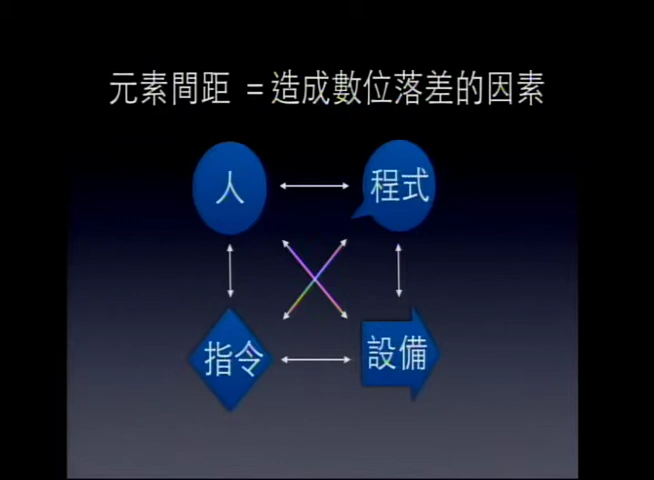 元素間距 = 造成數位落差的因素
人
程式
指令
設備